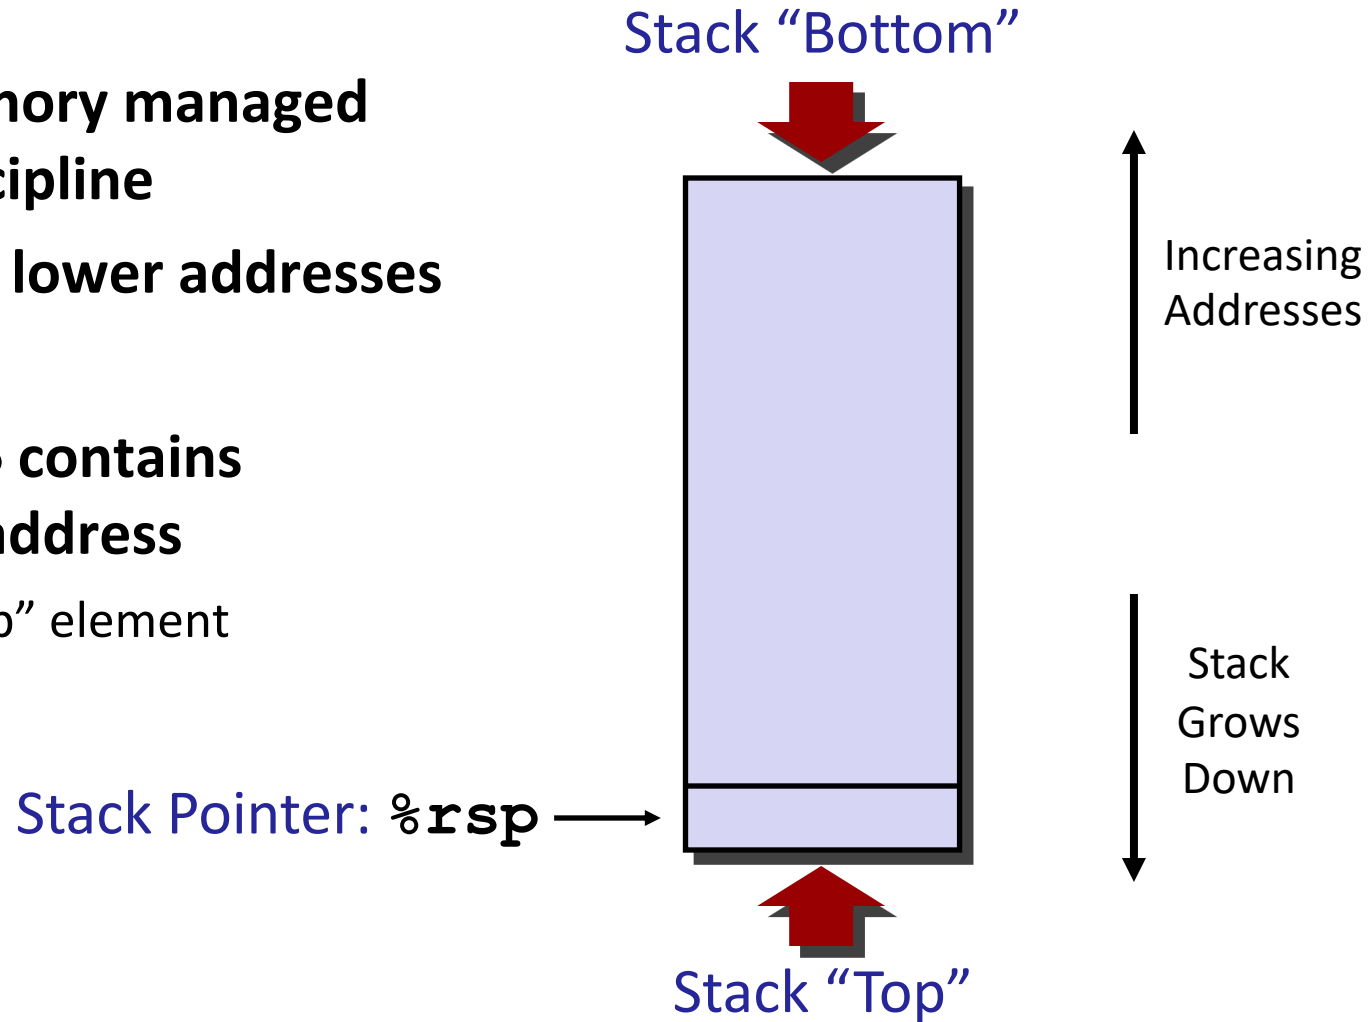 Stack “Bottom”
nory managed
cipline
lower addresses
Increasing
Addresses
contains
address
” element
Stack
Grows
Down
Stack Pointer: %rsp
Stack “Top”